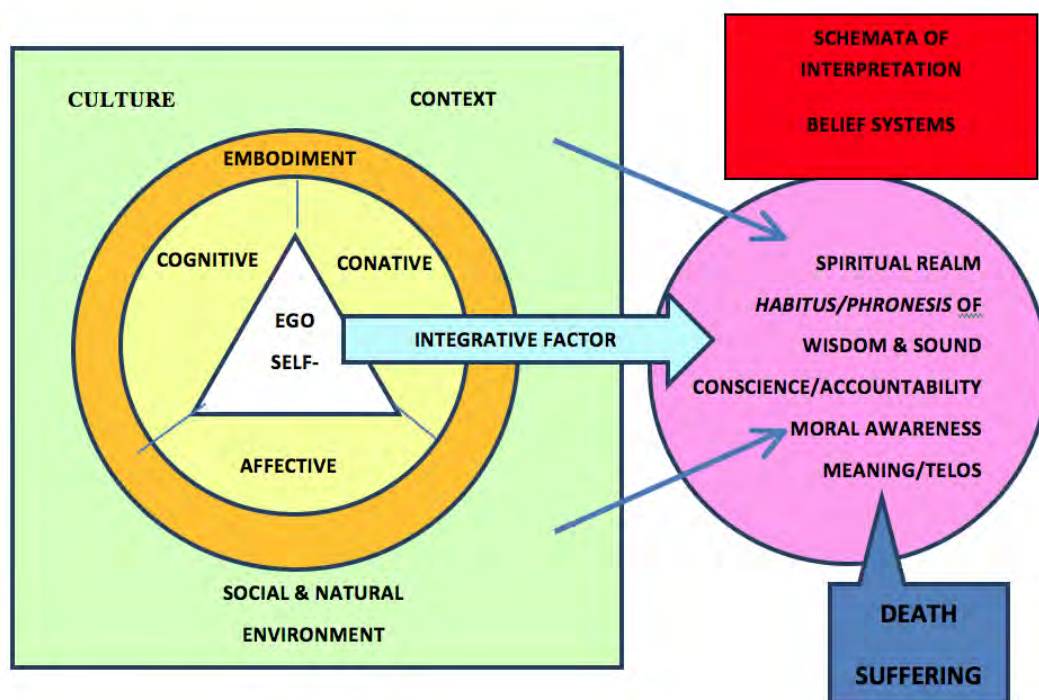 CULTURE
CONTEXT
EMBODIMENT
COGNITIVE
CONATIVE
EGO
SELF-
AFFECTIVE
SOCIAL & NATURAL
ENVIRONMENT
INTEGRATIVE FACTOR
SCHEMATA OF
INTERPRETATION
BELIEF SYSTEMS
SPIRITUAL REALM
HABITUS/PHRONESIS OF
WISDOM & SOUND
CONSCIENCE/ACCOUNTABILITY
MORAL AWARENESS
MEANING/TELOS
DEATH
SUFFERING